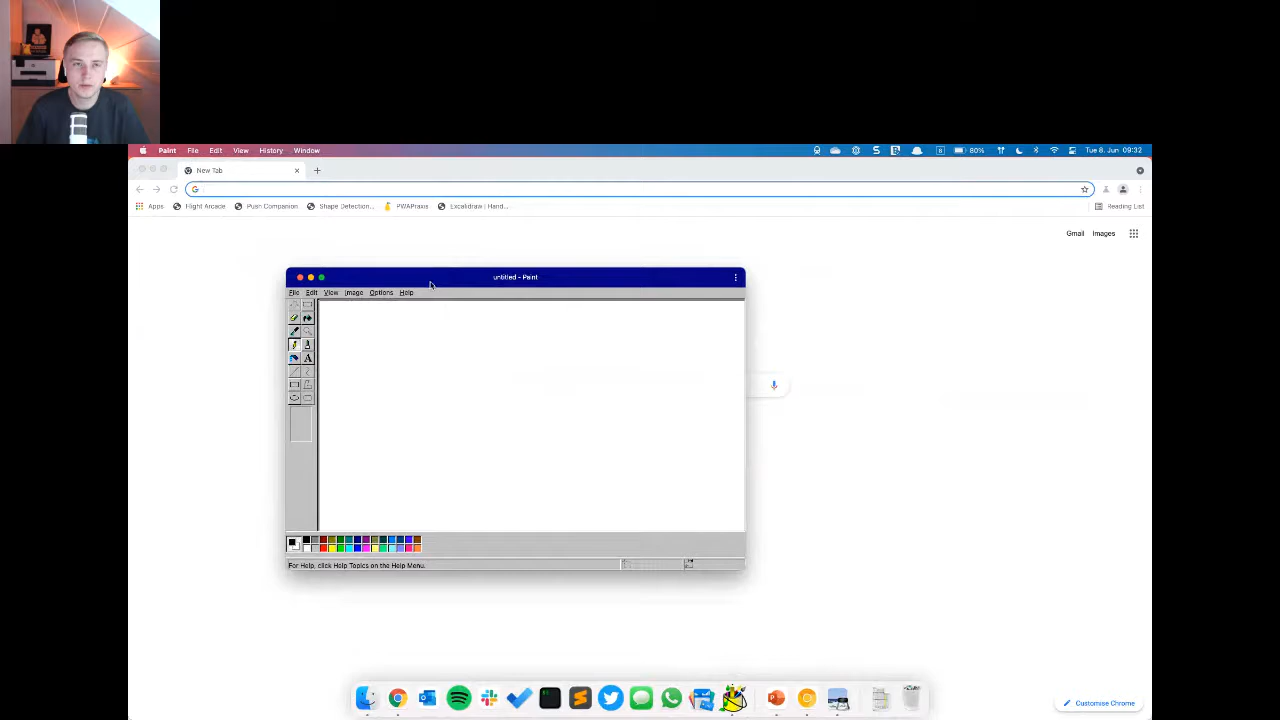 Paint File Edit View History Window
80% Tue 8. Jun 09:32
New Tab
Apps Flight Arcade Push Companion Shape Detection... PWAPraxis Excalidraw | Hand... Reading List
Gmail Images
untitled - Paint
File Edit View Image Options Help
A
For Help, click Help Topics on the Help Menu.
Customise Chrome